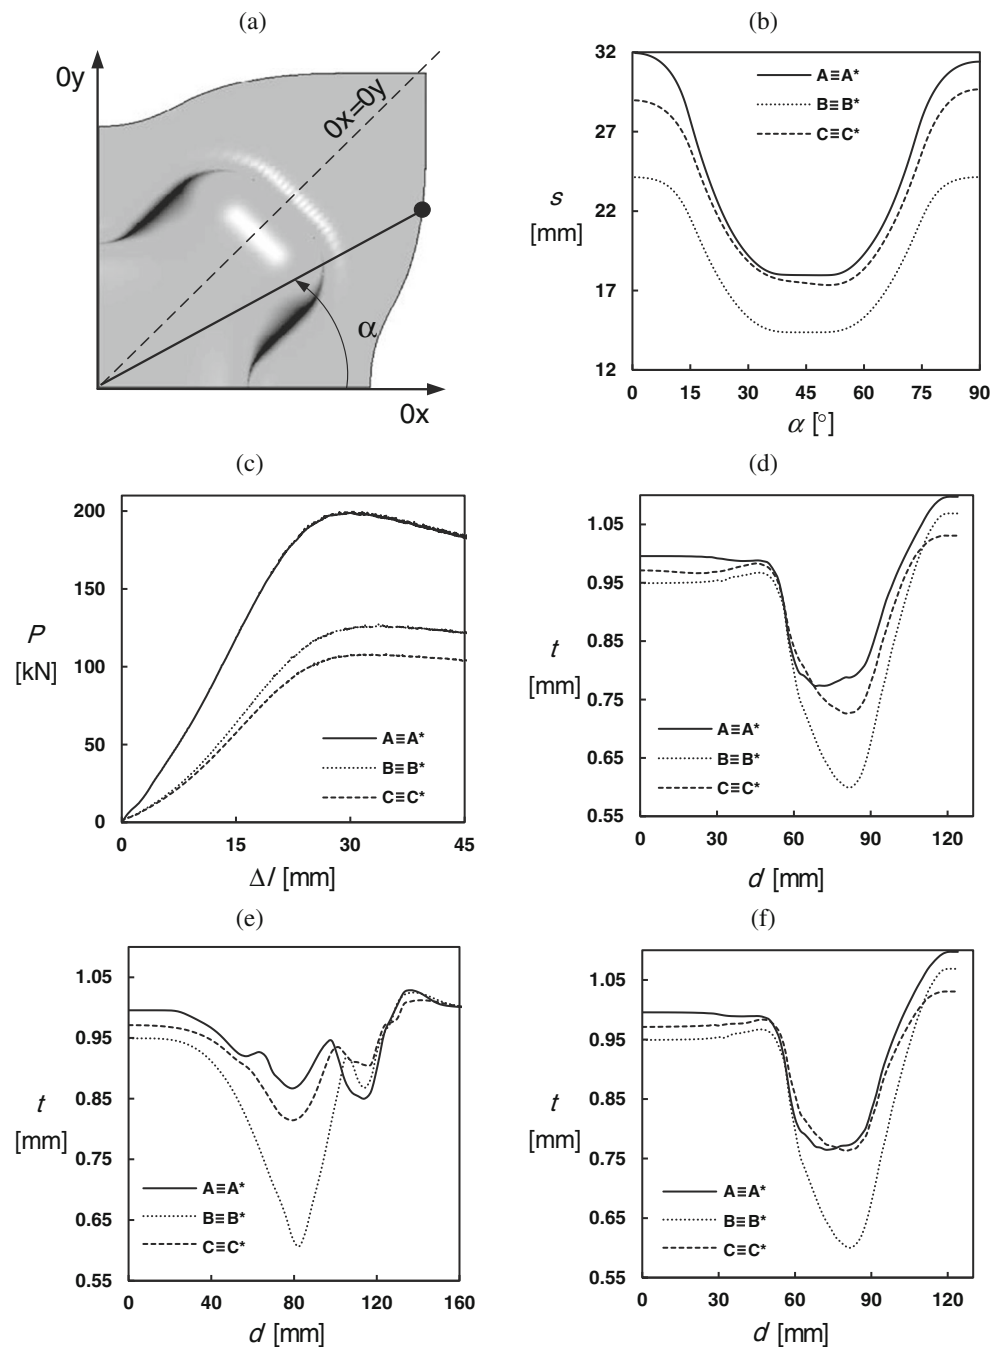 (a)
0y
0x=0y
α
0x
(b)
32
27
22
17
12
s
[mm]
A≡A*
B≡B*
C≡C*
0 15 30 45 60 75 90
α [°]
(c)
200
150
100
50
0
P
[kN]
A≡A*
B≡B*
C≡C*
0 15 30 45
Δl [mm]
(d)
1.05
0.95
0.85
0.75
0.65
0.55
t
[mm]
A≡A*
B≡B*
C≡C*
0 30 60 90 120
d [mm]
(e)
1.05
0.95
0.85
0.75
0.65
0.55
t
[mm]
A≡A*
B≡B*
C≡C*
0 40 80 120 160
d [mm]
(f)
1.05
0.95
0.85
0.75
0.65
0.55
t
[mm]
A≡A*
B≡B*
C≡C*
0 30 60 90 120
d [mm]